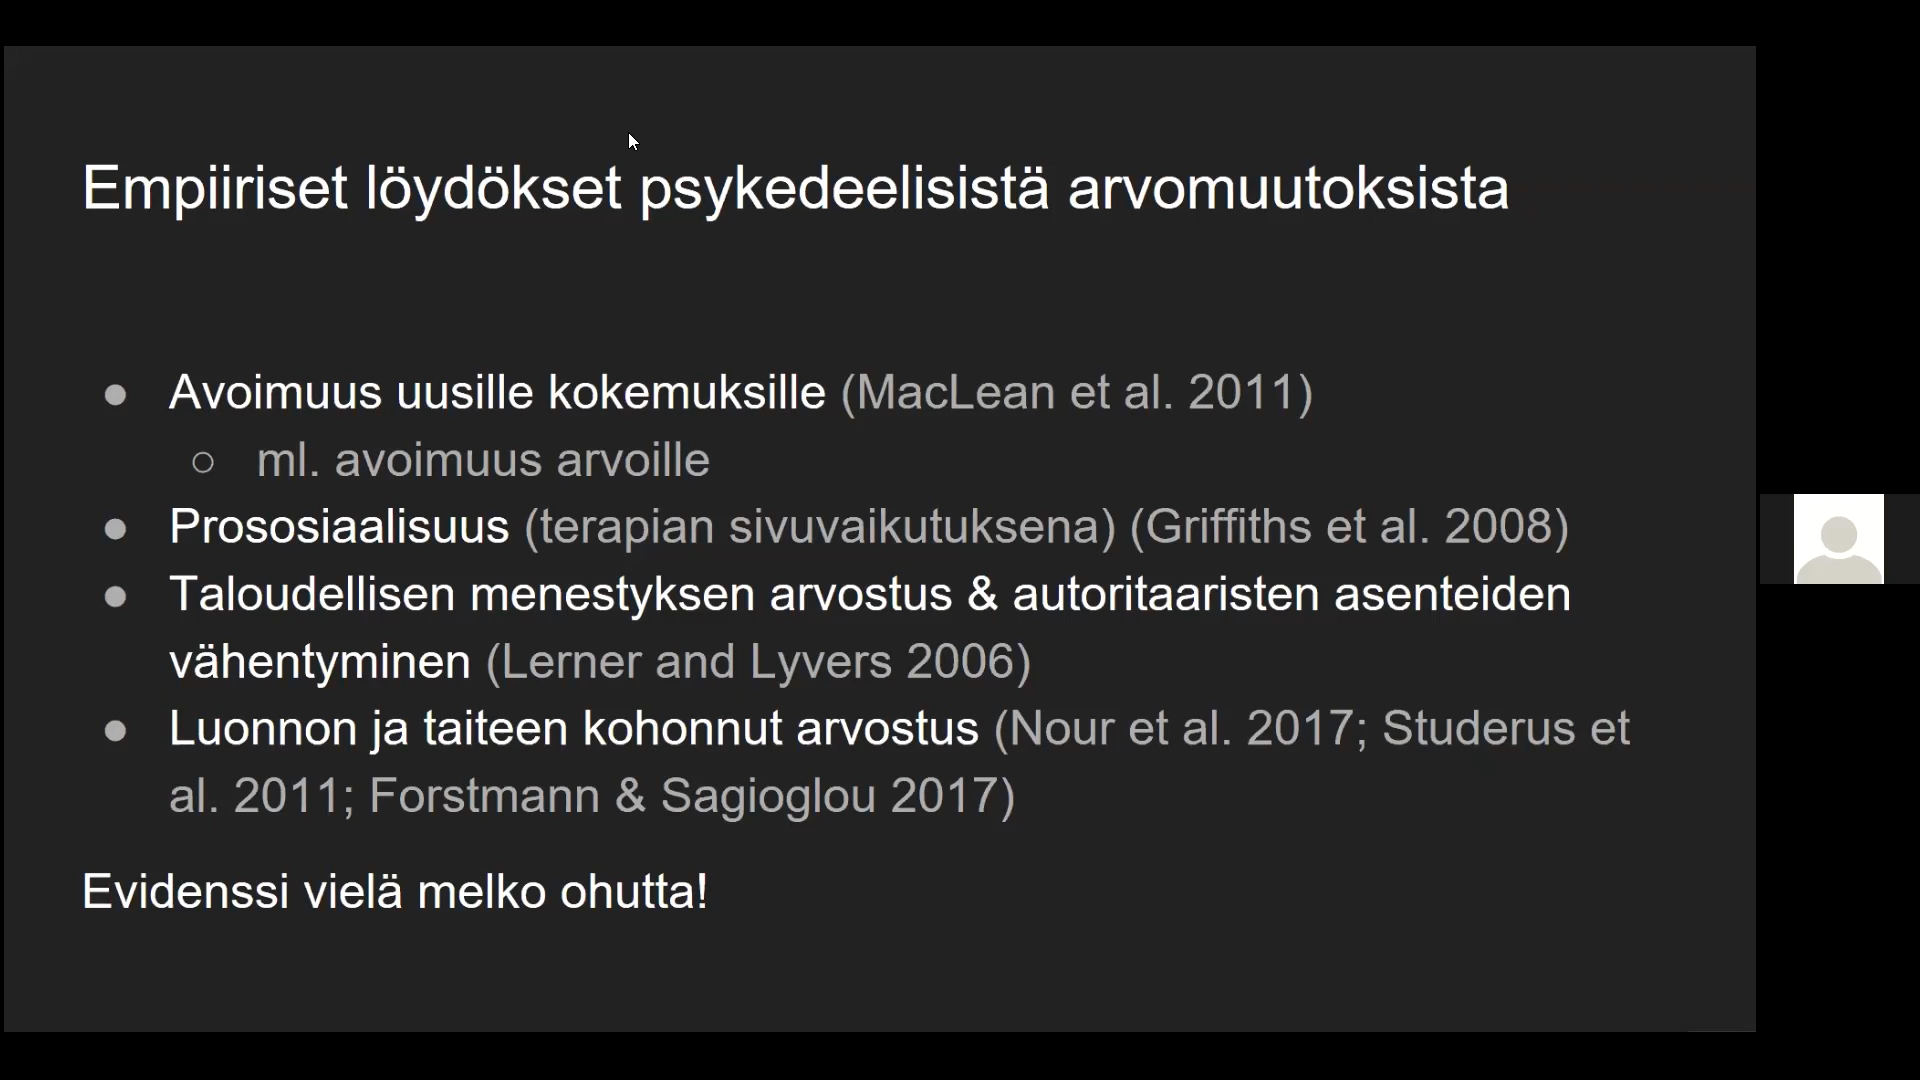 Empiiriset löydökset psykedeelisistä arvomuutoksista
● Avoimuus uusille kokemuksille (MacLean et al. 2011)
○ ml. avoimuus arvoille
● Prososiaalisuus (terapian sivuvaikutuksena) (Griffiths et al. 2008)
● Taloudellisen menestyksen arvostus & autoritaaristen asenteiden
vähentyminen (Lerner and Lyvers 2006)
● Luonnon ja taiteen kohonnut arvostus (Nour et al. 2017; Studerus et
al. 2011; Forstmann & Sagioglou 2017)
Evidenssi vielä melko ohutta!